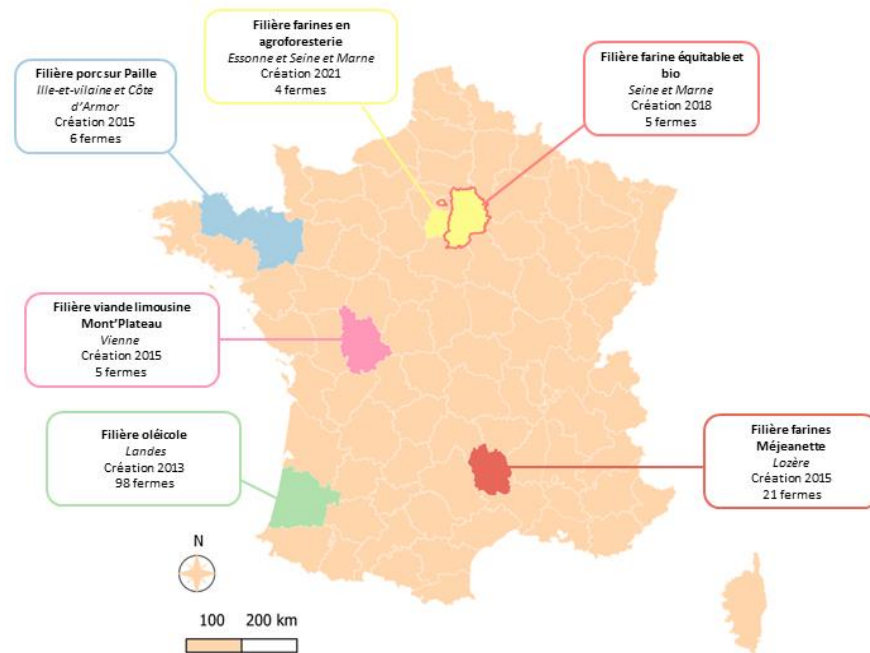 Filière farines en
agroforesterie
Essonne et Seine et Marne
Création 2021
4 fermes
Filière farine équitable et
bio
Seine et Marne
Création 2018
5 fermes
Filière porc sur Paille
Ille-et-vilaine et Côte
d'Armor
Création 2015
6 fermes
Filière viande limousine
Mont'Plateau
Vienne
Création 2015
5 fermes
Filière oléicole
Landes
Création 2013
98 fermes
Filière farines
Méjeanette
Lozère
Création 2015
21 fermes
N
100 200 km